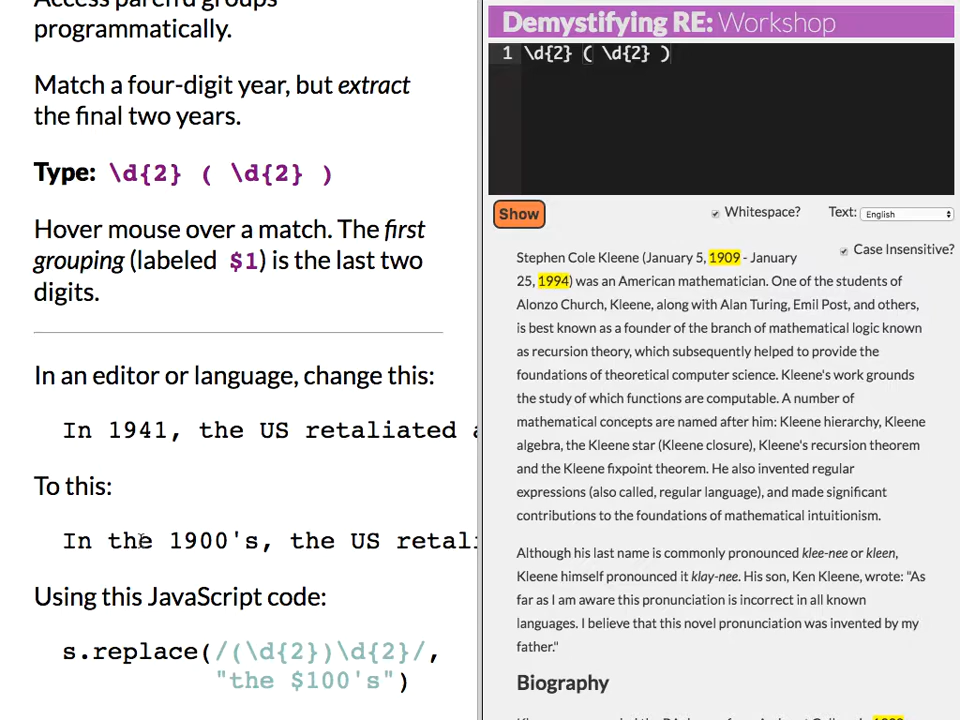 Access paren'd groups
programmatically.
Match a four-digit year, but extract
the final two years.
Type: \d{2} ( \d{2} )
Hover mouse over a match. The first
grouping (labeled $1) is the last two
digits.
In an editor or language, change this:
In 1941, the US retaliated
To this:
In the 1900's, the US retali
Using this JavaScript code:
s.replace(/(\d{2})\d{2}/,
"the $100's")
Demystifying RE: Workshop
1 \d{2} ( \d{2} )
Show
Whitespace?
Text: English
Case Insensitive?
Stephen Cole Kleene (January 5, 1909 - January
25, 1994) was an American mathematician. One of the students of
Alonzo Church, Kleene, along with Alan Turing, Emil Post, and others,
is best known as a founder of the branch of mathematical logic known
as recursion theory, which subsequently helped to provide the
foundations of theoretical computer science. Kleene's work grounds
the study of which functions are computable. A number of
mathematical concepts are named after him: Kleene hierarchy, Kleene
algebra, the Kleene star (Kleene closure), Kleene's recursion theorem
and the Kleene fixpoint theorem. He also invented regular
expressions (also called, regular language), and made significant
contributions to the foundations of mathematical intuitionism.
Although his last name is commonly pronounced klee-nee or kleen,
Kleene himself pronounced it klay-nee. His son, Ken Kleene, wrote: "As
far as I am aware this pronunciation is incorrect in all known
languages. I believe that this novel pronunciation was invented by my
father."
Biography